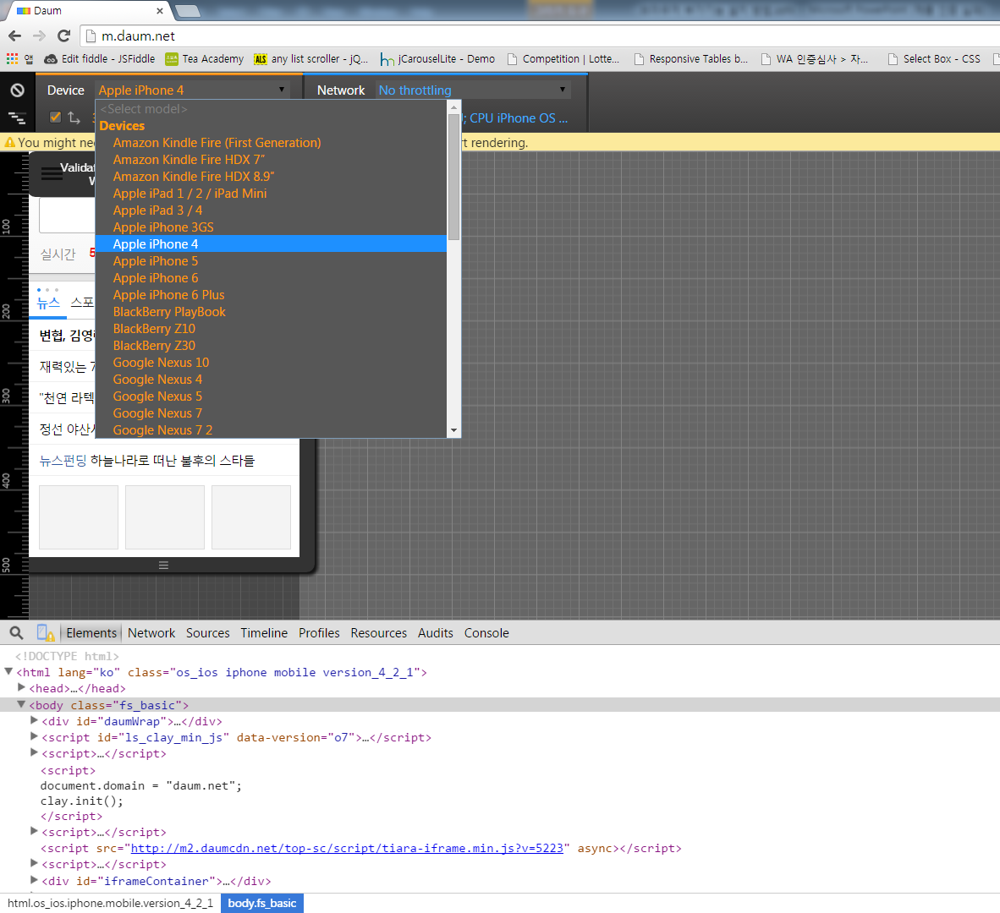 Daum
m.daum.net
앱 Edit fiddle - JSFiddle Tea Academy ALS any list scroller - jQ... jCarouselLite - Demo Competition | Lotte... Responsive Tables b... WA 인증심사 > 자... Select Box - CSS
Device Apple iPhone 4 Network No throttling
<Select model>
; CPU iPhone OS ...
Devices
You might ne
rt rendering.
Amazon Kindle Fire (First Generation)
Amazon Kindle Fire HDX 7"
Amazon Kindle Fire HDX 8.9"
Apple iPad 1 / 2 / iPad Mini
Apple iPad 3 / 4
Apple iPhone 3GS
Apple iPhone 4
Apple iPhone 5
Apple iPhone 6
Apple iPhone 6 Plus
BlackBerry PlayBook
BlackBerry Z10
BlackBerry Z30
Google Nexus 10
Google Nexus 4
Google Nexus 5
Google Nexus 7
Google Nexus 7 2
Validat
W
실시간 5
뉴스 스포
변협, 김영
재력있는 7
"천연 라텍
정선 야산
뉴스펀딩 하늘나라로 떠난 불후의 스타들
100
200
300
400
500
Elements Network Sources Timeline Profiles Resources Audits Console
<!DOCTYPE html>
<html lang="ko" class="os_ios iphone mobile version_4_2_1">
<head>…</head>
<body class="fs_basic">
<div id="daumWrap">…</div>
<script id="ls_clay_min_js" data-version="o7">…</script>
<script>…</script>
<script>
document.domain = "daum.net";
clay.init();
</script>
<script>…</script>
<script src="http://m2.daumcdn.net/top-sc/script/tiara-iframe.min.js?v=5223" async></script>
<script>…</script>
<div id="iframeContainer">…</div>
html.os_ios.iphone.mobile.version_4_2_1 body.fs_basic